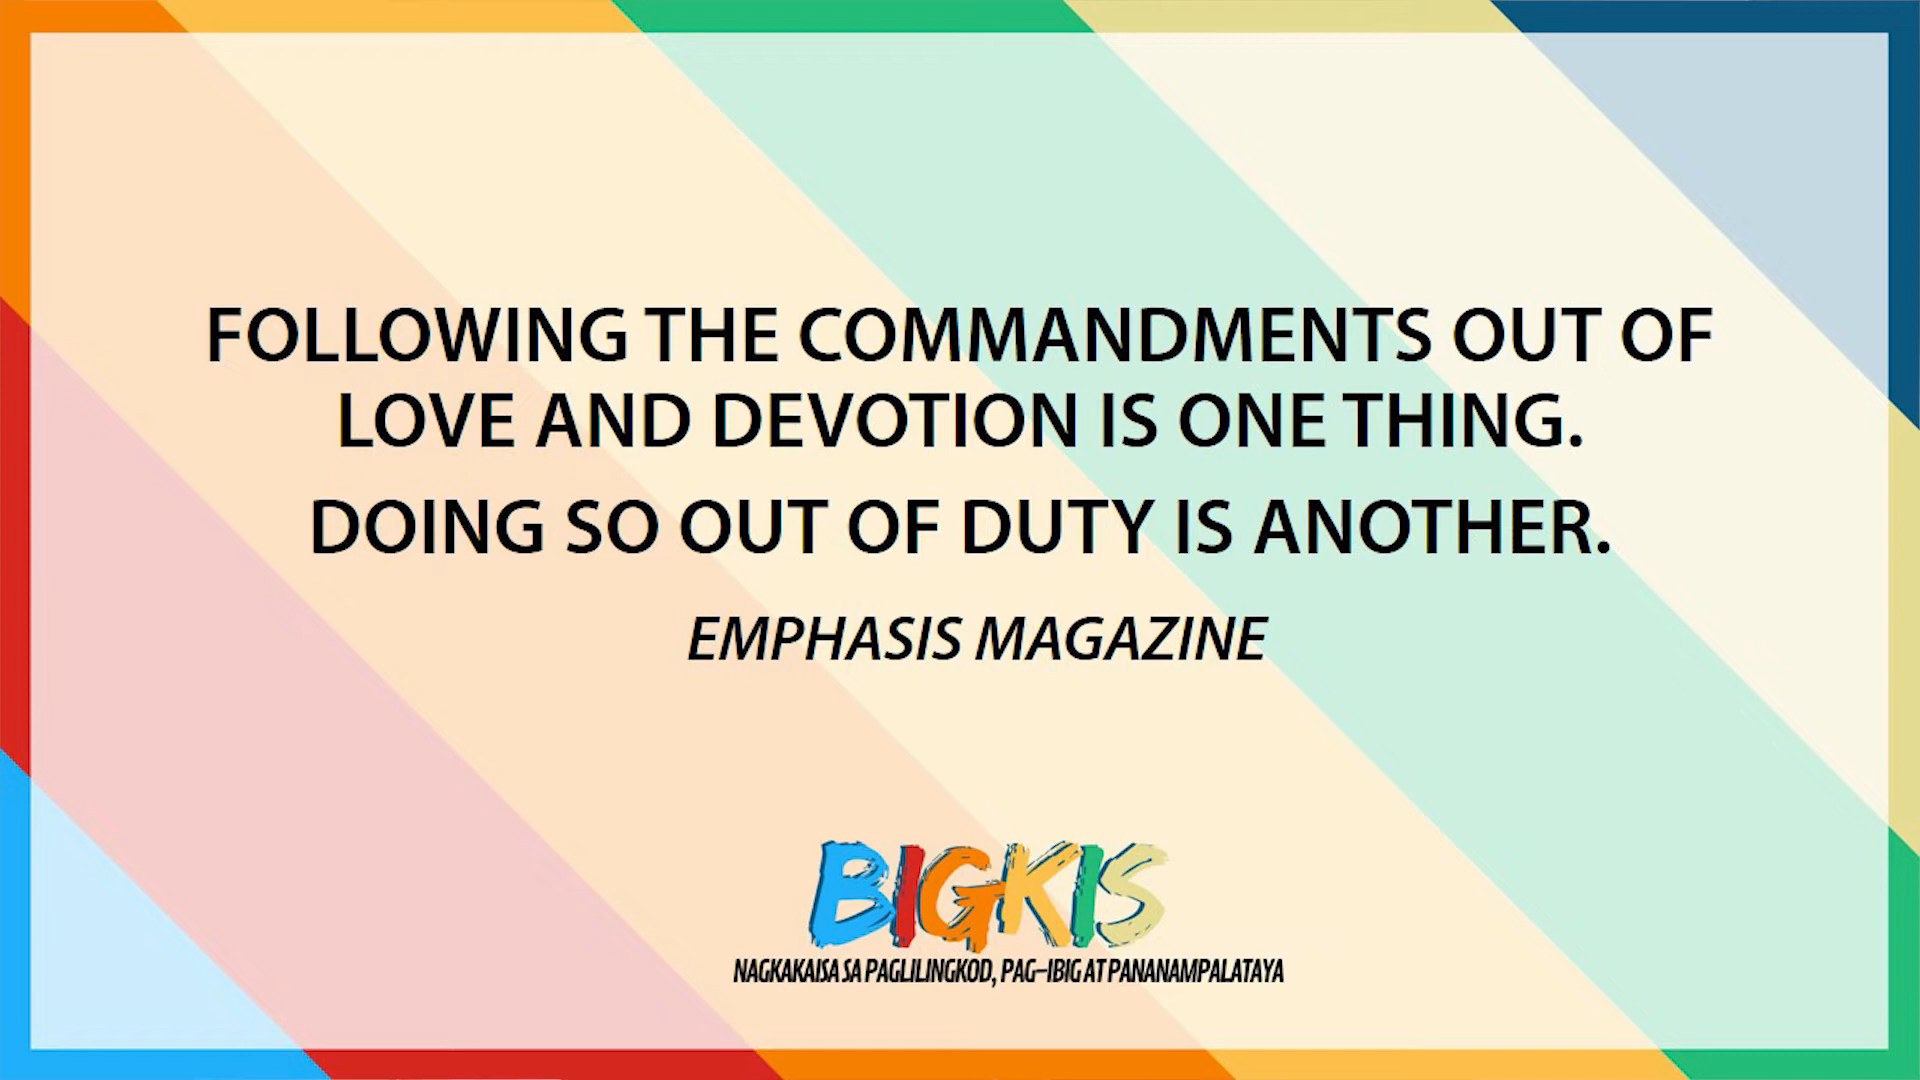 FOLLOWING THE COMMANDMENTS OUT OF
LOVE AND DEVOTION IS ONE THING.
DOING SO OUT OF DUTY IS ANOTHER.
EMPHASIS MAGAZINE
BIGKIS
NAGKAKAISA SA PAGLILINGKOD, PAG-IBIG AT PANANAMPALATAYA